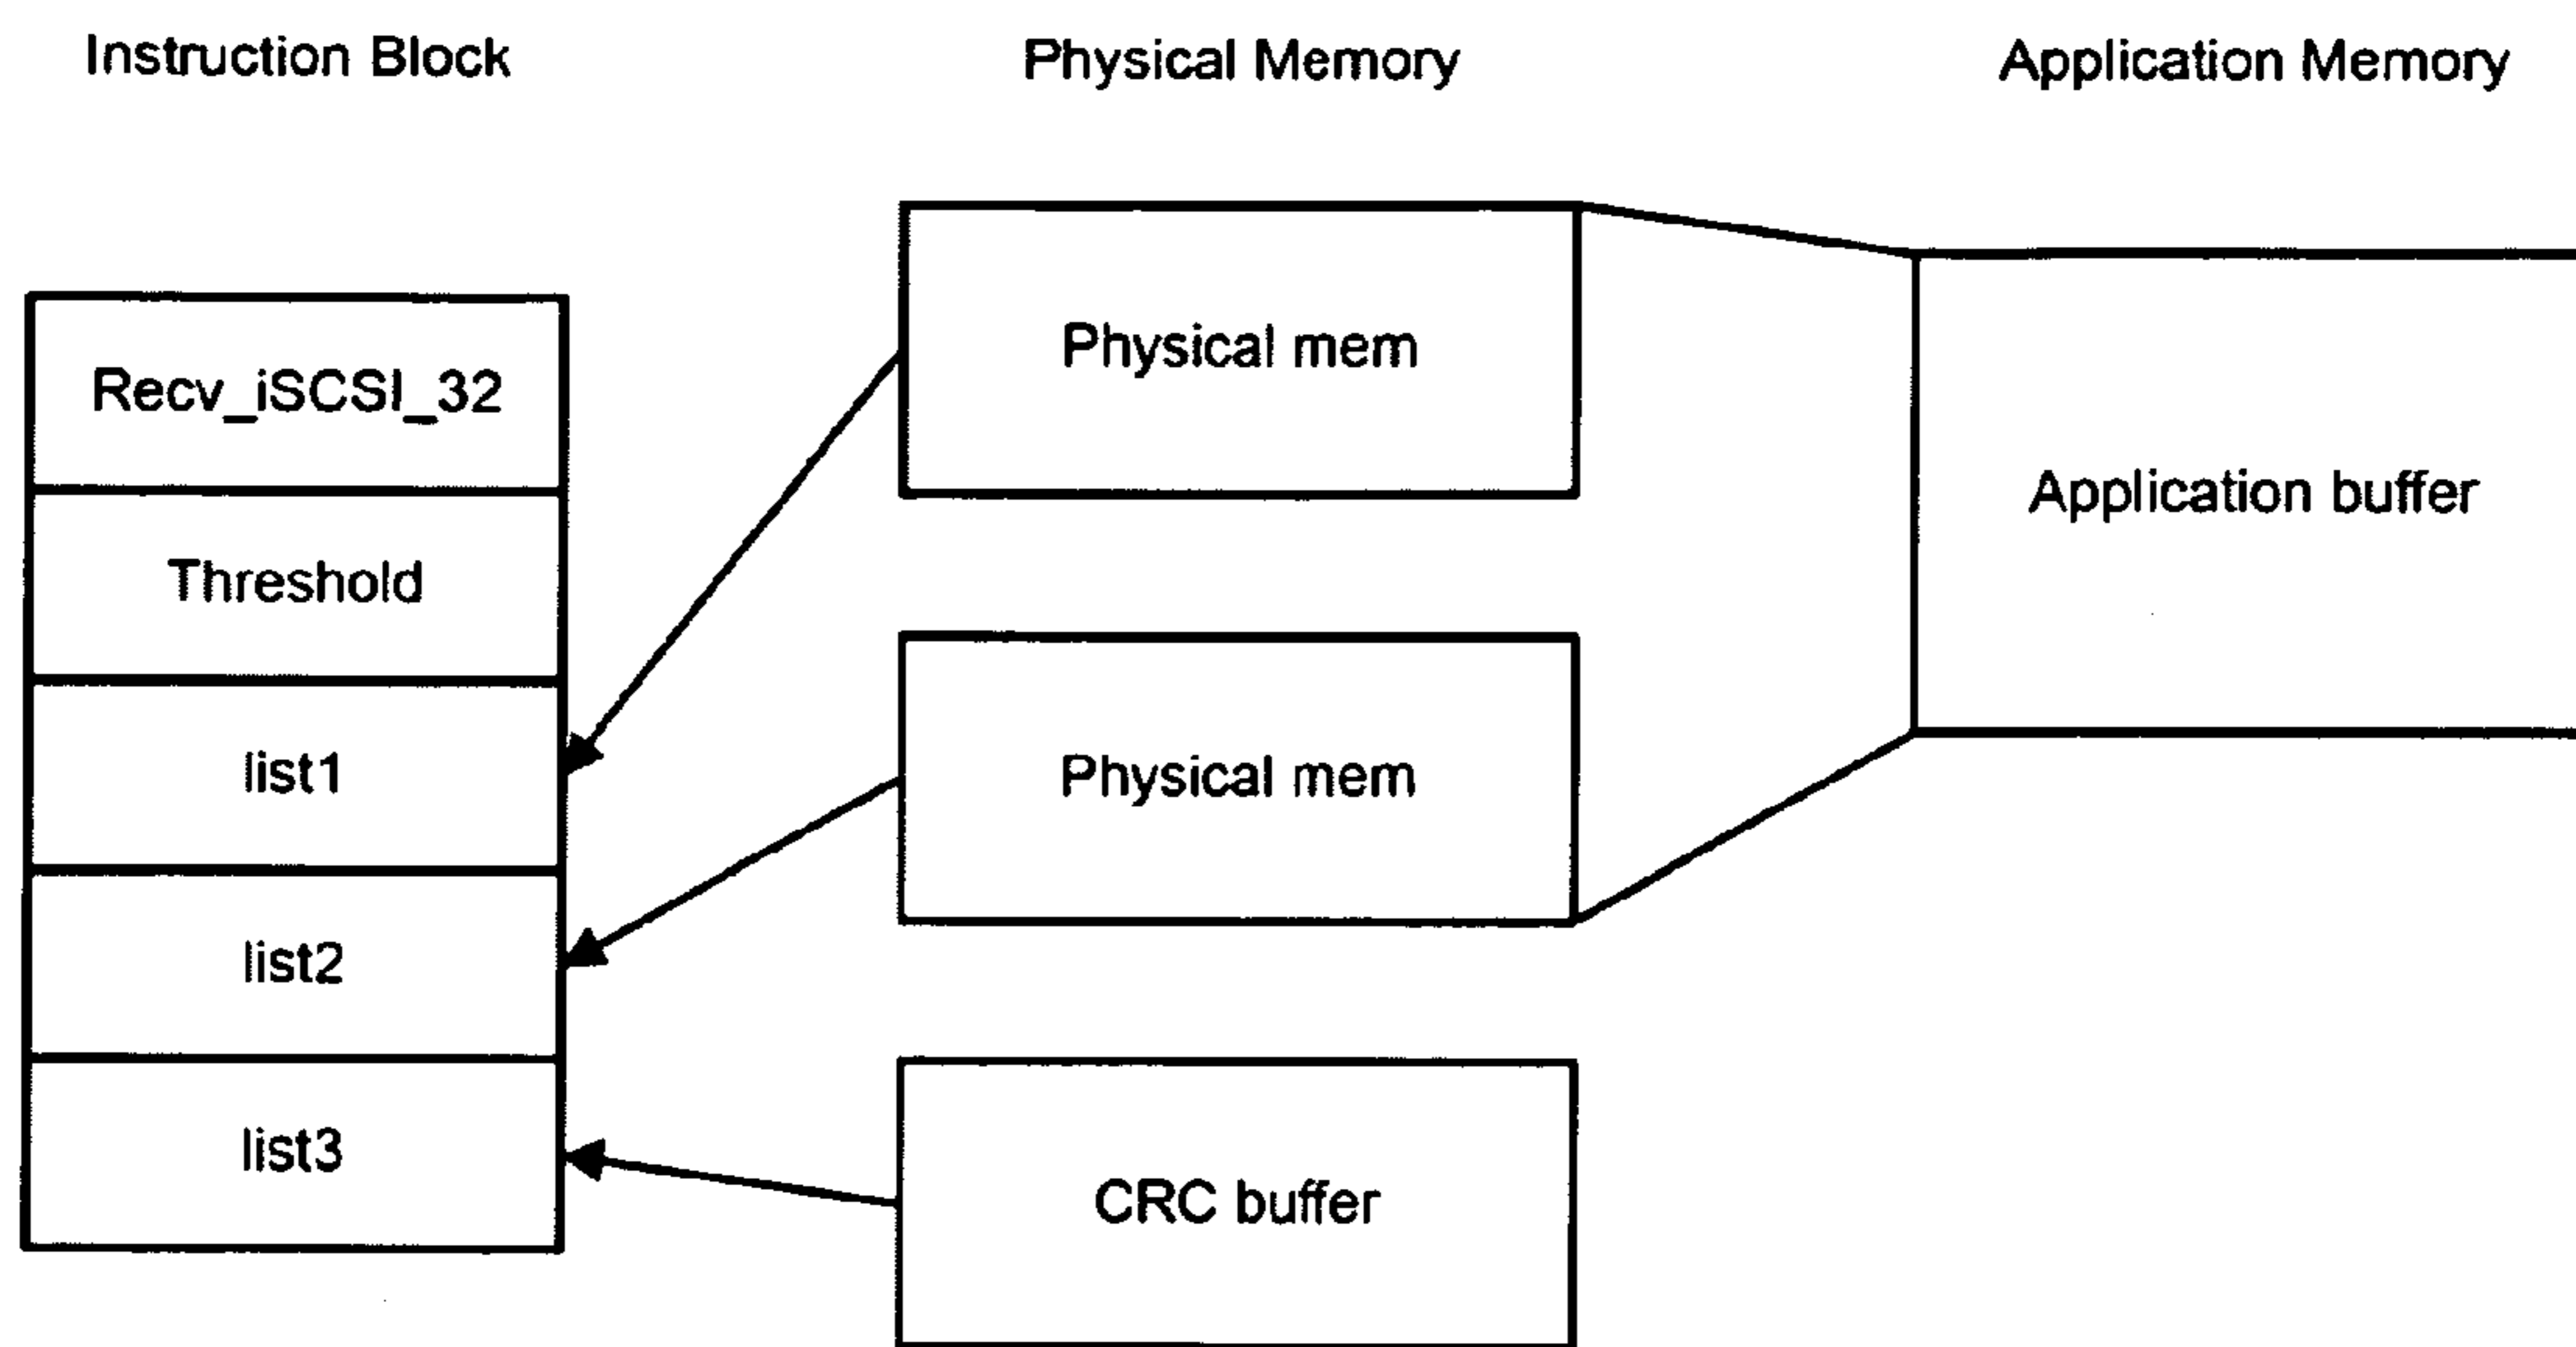 Instruction Block
Physical Memory
Application Memory
Recv_iSCSI_32
Threshold
list1
list2
list3
Physical mem
Physical mem
CRC buffer
Application buffer